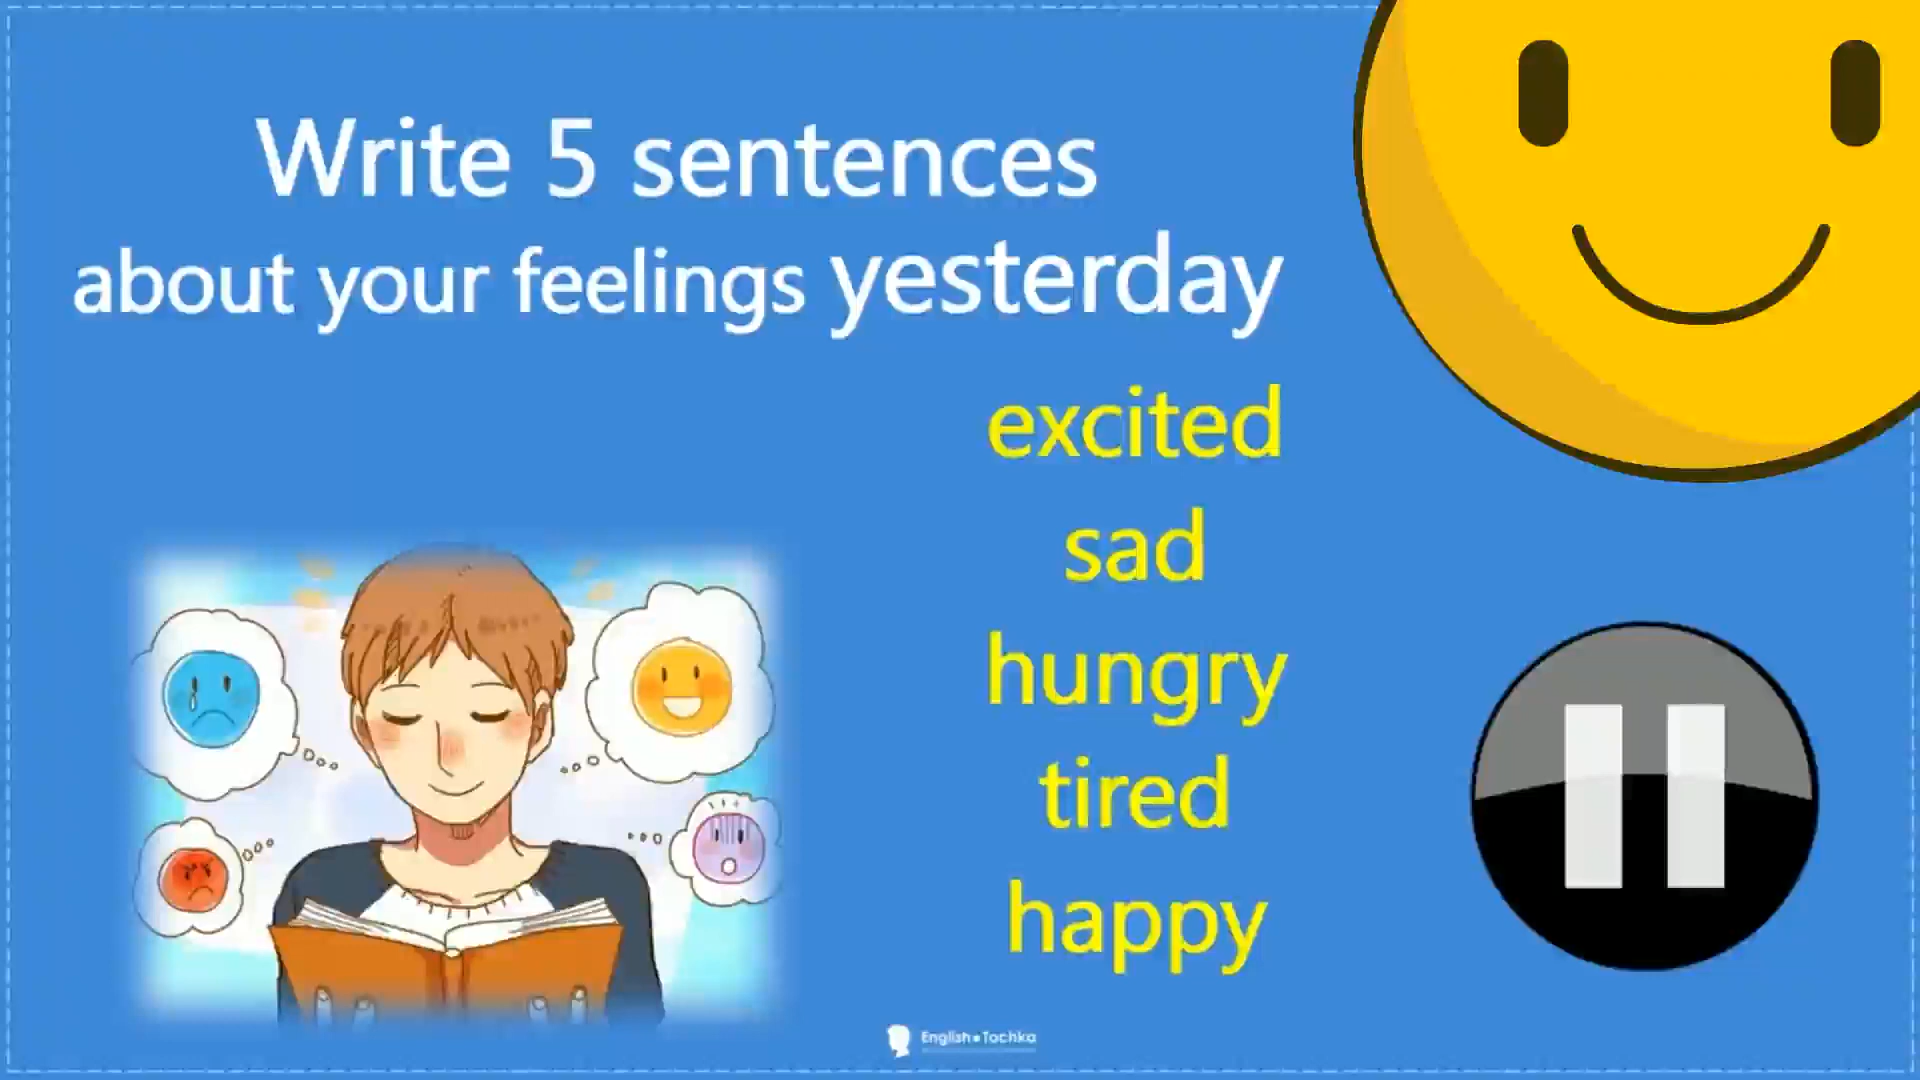 Write 5 sentences
about your feelings yesterday
excited
sad
hungry
tired
happy
English Tochka